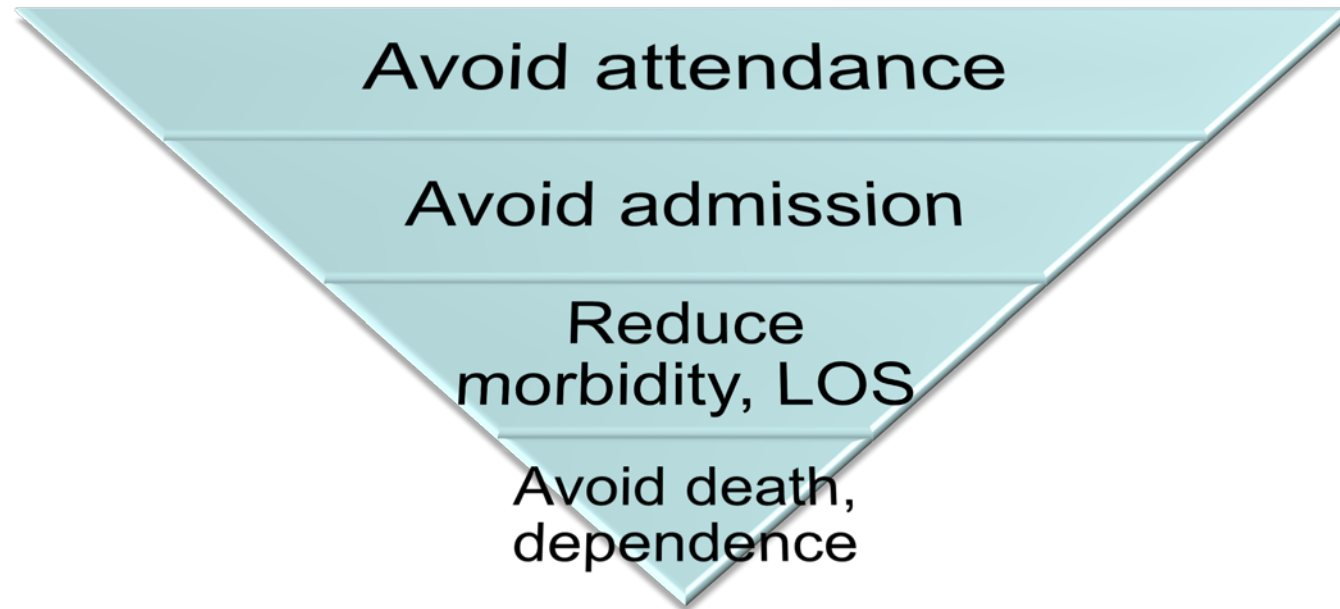 Avoid attendance
Avoid admission
Reduce
morbidity, LOS
Avoid death,
dependence